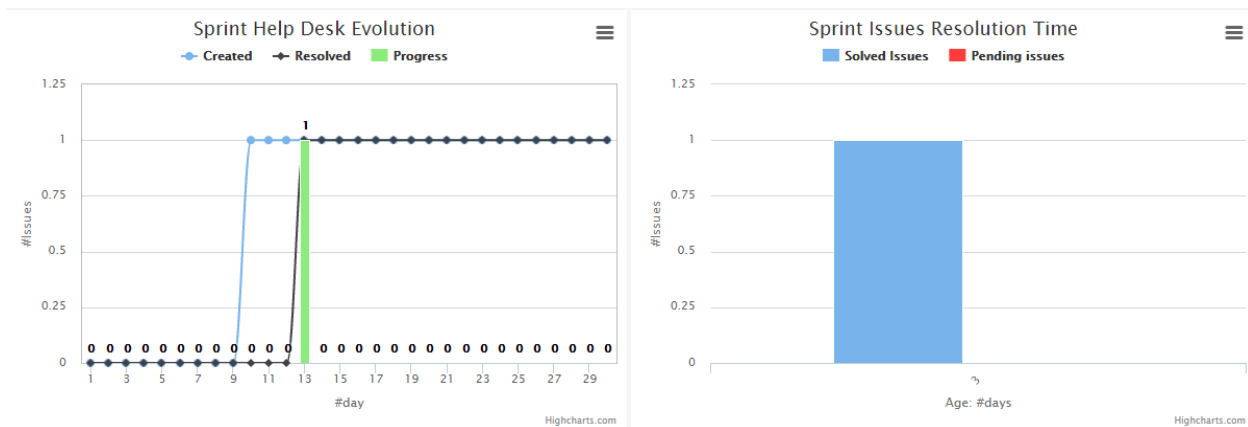 Sprint Help Desk Evolution
Created Resolved Progress
1.25
1
0.75
0.5
0.25
0
#Issues
1
0 0 0 0 0 0 0 0 0 0 0 0 0 0 0 0 0 0 0 0 0 0 0 0 0 0 0 0 0
1 3 5 7 9 11 13 15 17 19 21 23 25 27 29
#day
Highcharts.com
Sprint Issues Resolution Time
Solved Issues Pending issues
1.25
1
0.75
0.5
0.25
0
#Issues
3
Age: #days
Highcharts.com